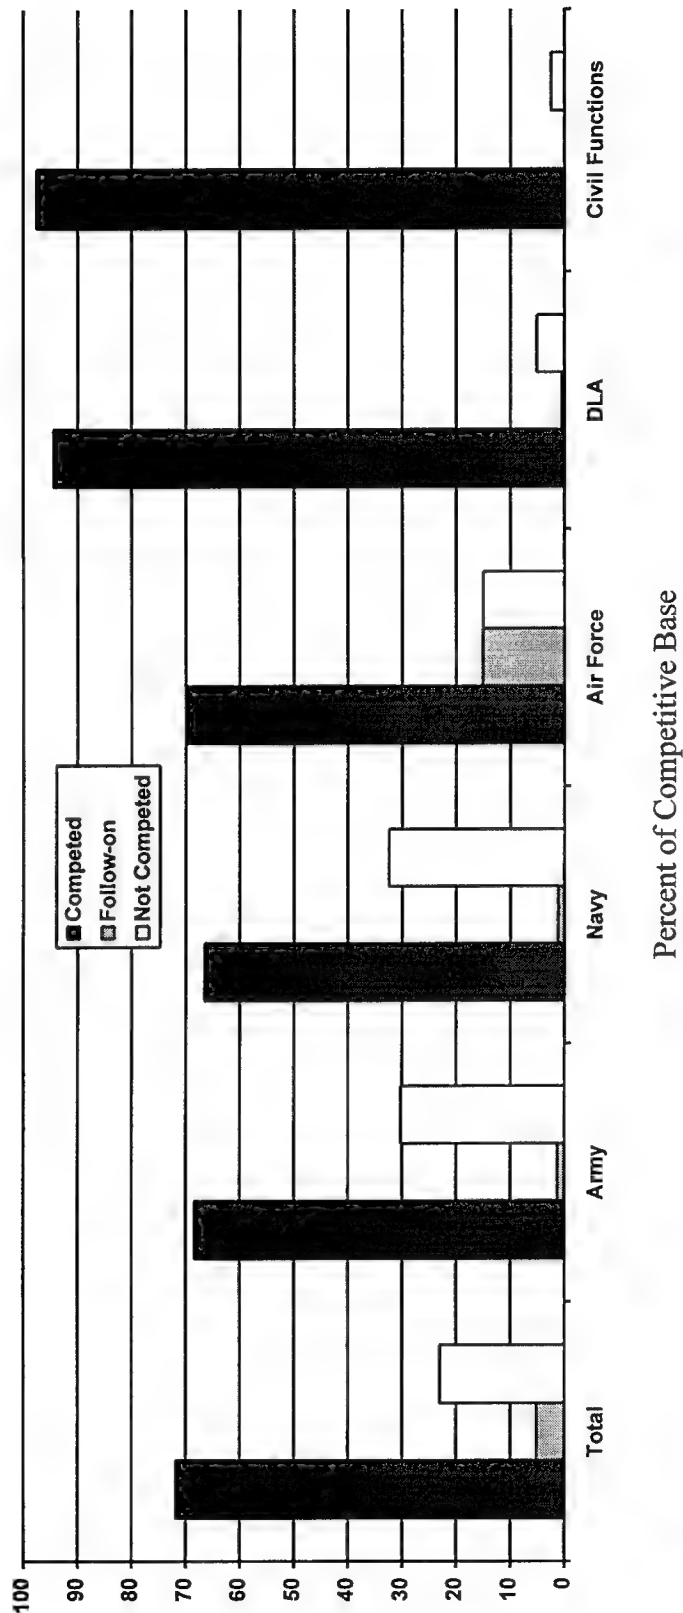 100
90
80
70
60
50
40
30
20
10
0
Competed
Follow-on
Not Competed
Total
Army
Navy
Air Force
DLA
Civil Functions
Percent of Competitive Base